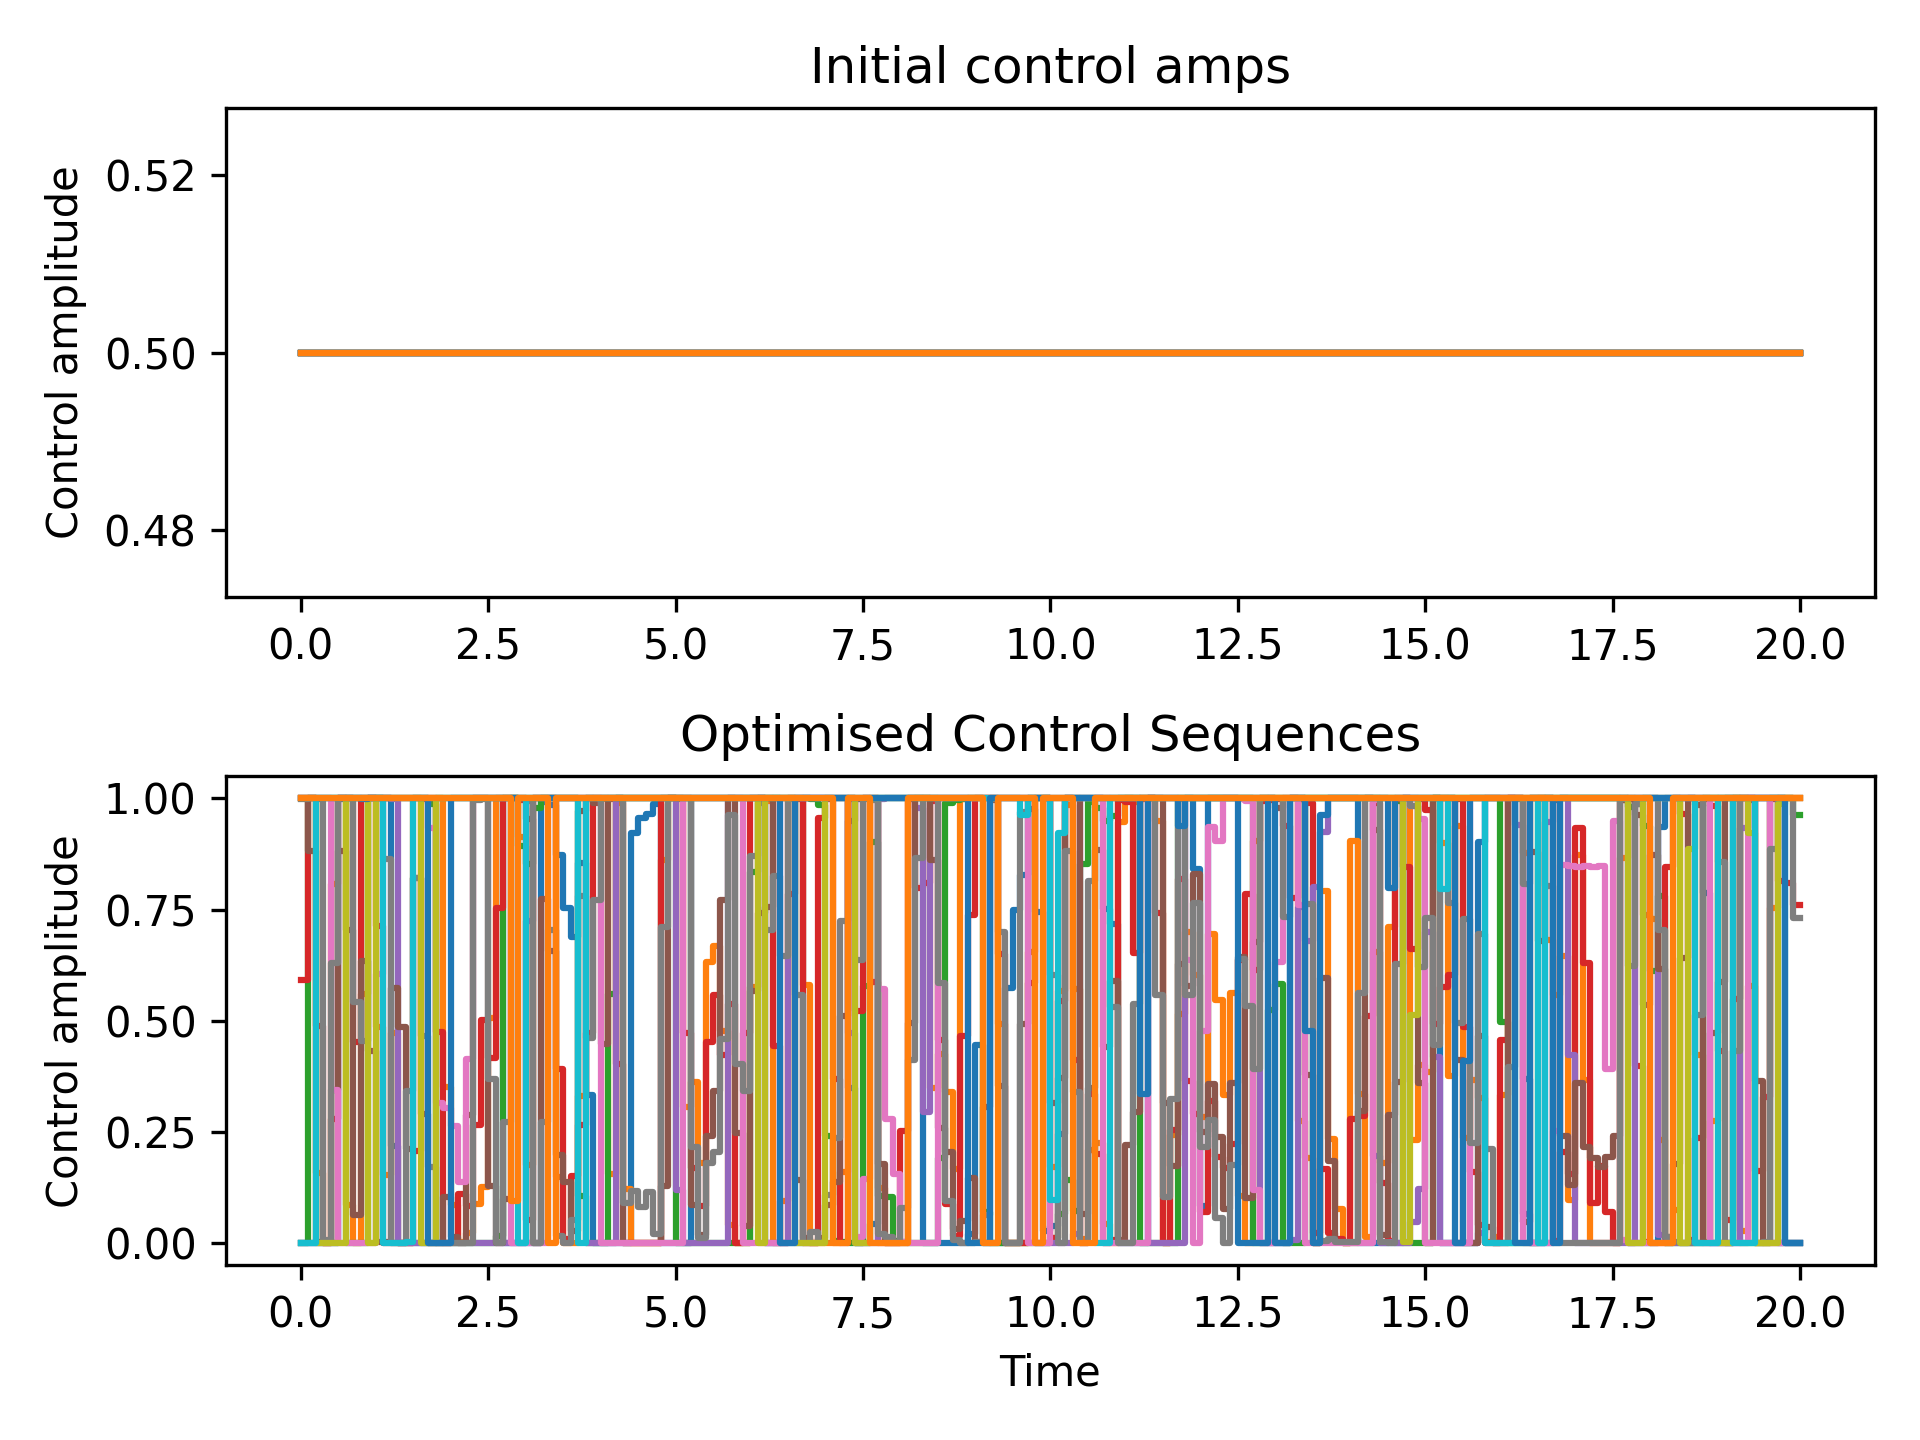 Initial control amps
Control amplitude
0.52
0.50
0.48
0.0 2.5 5.0 7.5 10.0 12.5 15.0 17.5 20.0
Optimised Control Sequences
Control amplitude
1.00
0.75
0.50
0.25
0.00
0.0 2.5 5.0 7.5 10.0 12.5 15.0 17.5 20.0
Time